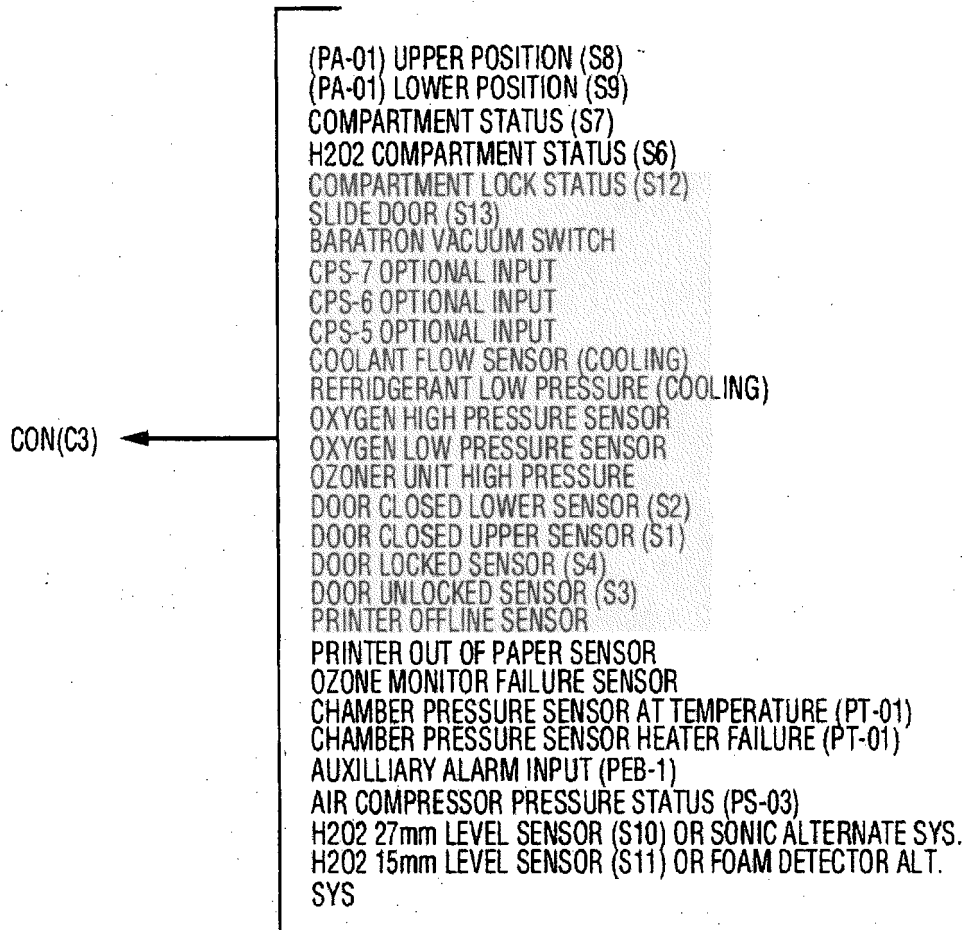 (PA-01) UPPER POSITION (S8)
(PA-01) LOWER POSITION (S9)
COMPARTMENT STATUS (S7)
H2O2 COMPARTMENT STATUS (S6)
COMPARTMENT LOCK STATUS (S12)
SLIDE DOOR (S13)
BARATRON VACUUM SWITCH
CPS-7 OPTIONAL INPUT
CPS-6 OPTIONAL INPUT
CPS-5 OPTIONAL INPUT
COOLANT FLOW SENSOR (COOLING)
REFRIDGERANT LOW PRESSURE (COOLING)
OXYGEN HIGH PRESSURE SENSOR
CON(C3)
OXYGEN LOW PRESSURE SENSOR
OZONER UNIT HIGH PRESSURE
DOOR CLOSED LOWER SENSOR (S2)
DOOR CLOSED UPPER SENSOR (S1)
DOOR LOCKED SENSOR (S4)
DOOR UNLOCKED SENSOR (S3)
PRINTER OFFLINE SENSOR
PRINTER OUT OF PAPER SENSOR
OZONE MONITOR FAILURE SENSOR
CHAMBER PRESSURE SENSOR AT TEMPERATURE (PT-01)
CHAMBER PRESSURE SENSOR HEATER FAILURE (PT-01)
AUXILLIARY ALARM INPUT (PEB-1)
AIR COMPRESSOR PRESSURE STATUS (PS-03)
H2O2 27mm LEVEL SENSOR (S10) OR SONIC ALTERNATE SYS.
H2O2 15mm LEVEL SENSOR (S11) OR FOAM DETECTOR ALT.
SYS